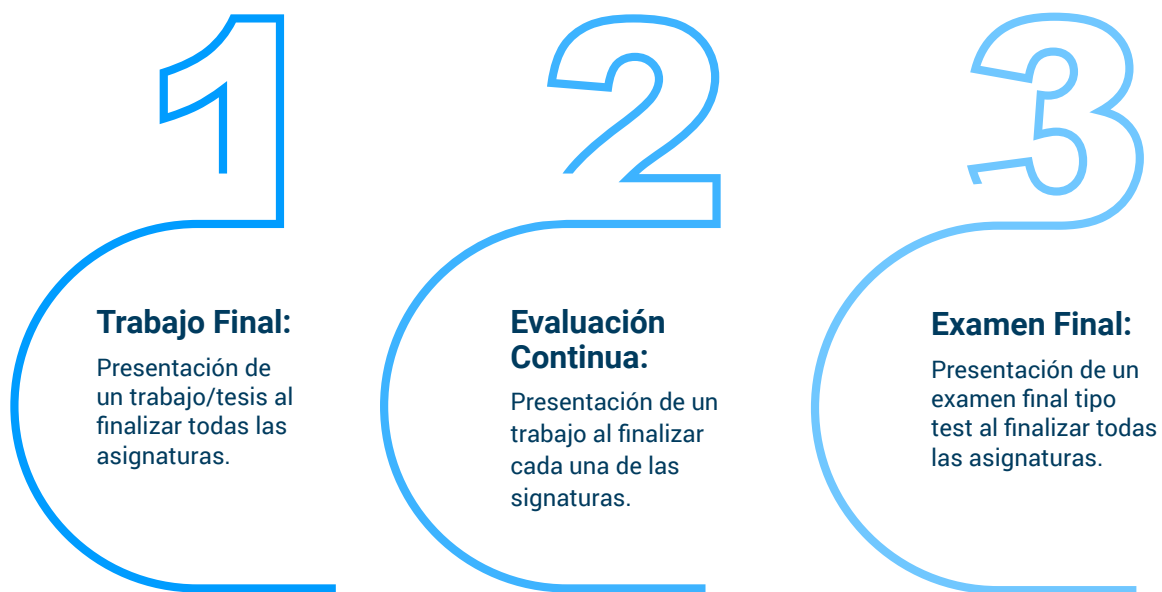 1
Trabajo Final:
Presentación de
un trabajo/tesis al
finalizar todas las
asignaturas.
2
Evaluación
Continua:
Presentación de un
trabajo al finalizar
cada una de las
signaturas.
3
Examen Final:
Presentación de un
examen final tipo
test al finalizar todas
las asignaturas.